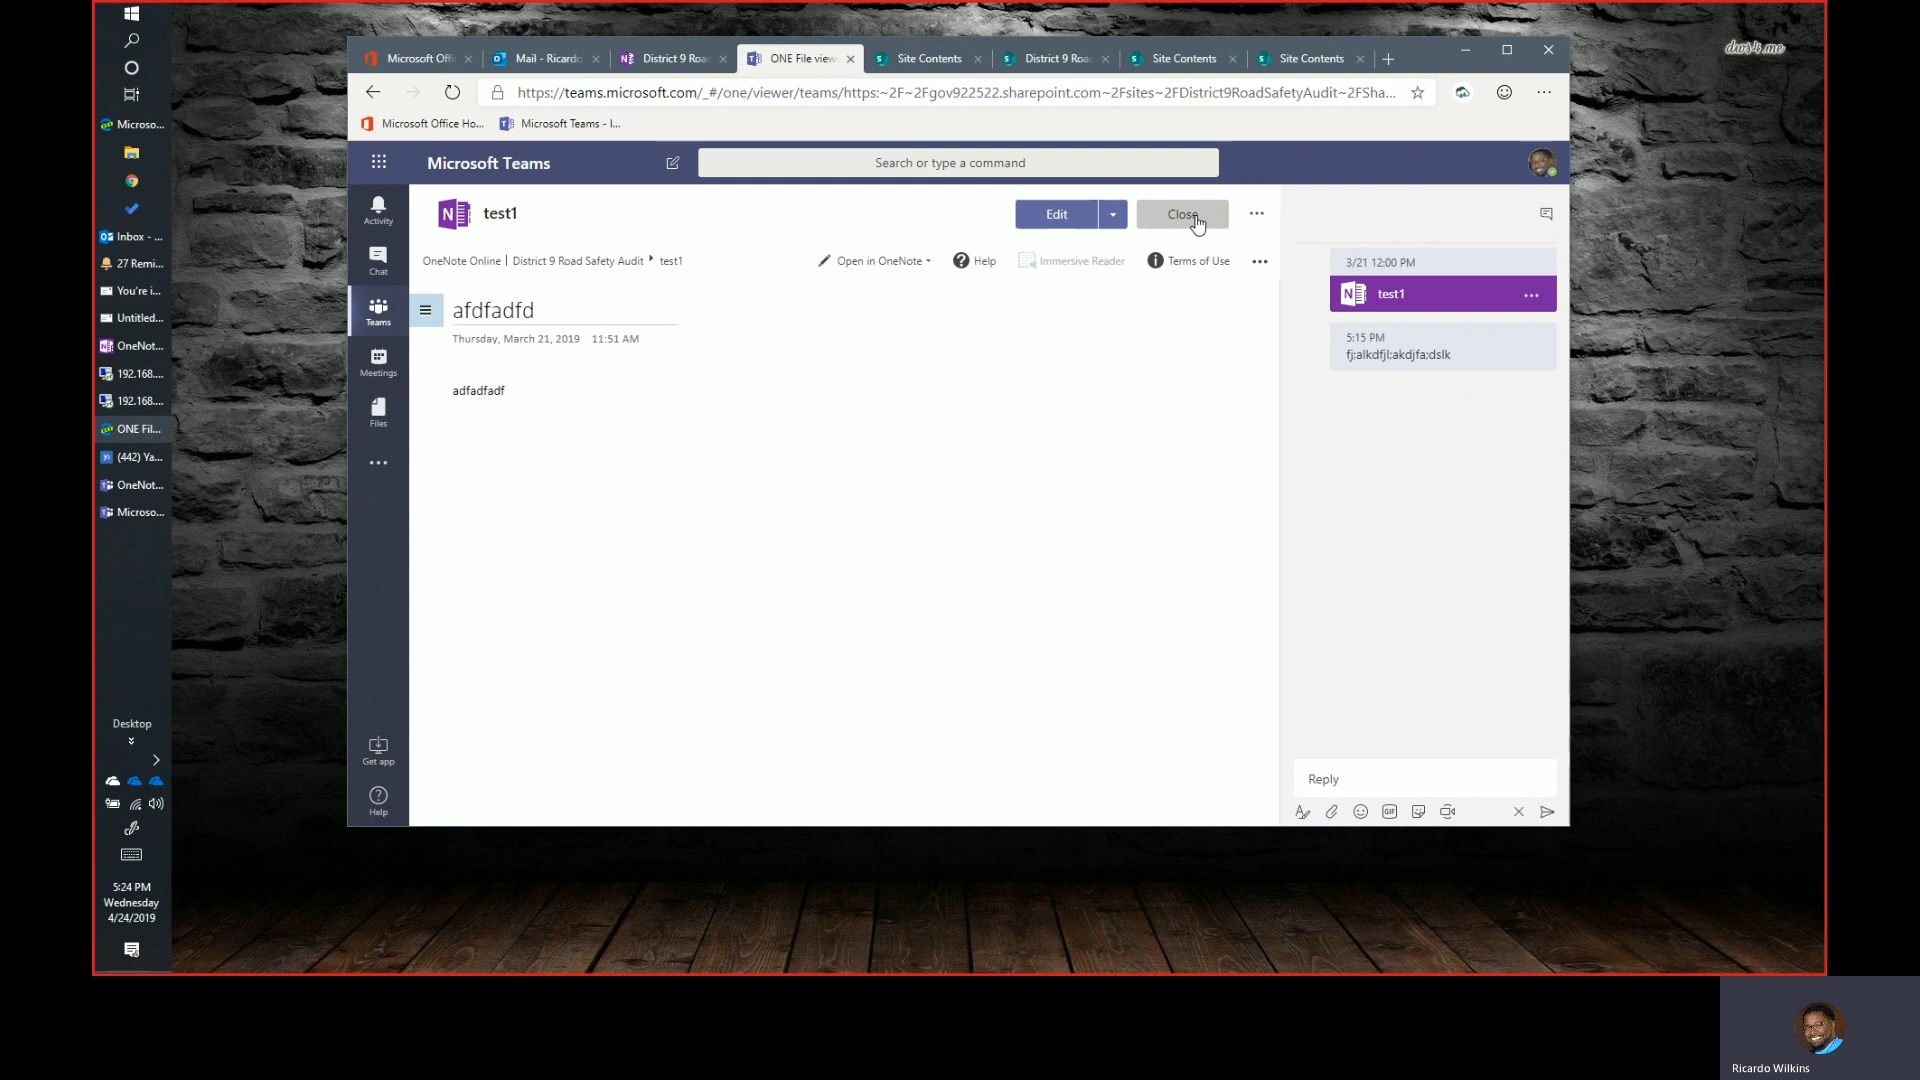 dws4.me
Microso...
Inbox - ...
27 Remi...
You're i...
Untitled...
OneNot...
192.168....
192.168....
ONE Fil...
(442) Ya...
OneNot...
Microso...
Desktop
5:24 PM
Wednesday
4/24/2019
Microsoft Offi
Mail - Ricardo
District 9 Roa
ONE File view
Site Contents
District 9 Roa
Site Contents
Site Contents
https://teams.microsoft.com/_#/one/viewer/teams/https:~2F~2Fgov922522.sharepoint.com~2Fsites~2FDistrict9RoadSafetyAudit~2FSha...
Microsoft Office Ho...
Microsoft Teams - I...
Microsoft Teams
Search or type a command
Activity
Chat
Teams
Meetings
Files
Get app
Help
test1
Edit
Close
OneNote Online | District 9 Road Safety Audit ▸ test1
Open in OneNote
Help
Immersive Reader
Terms of Use
afdfadfd
Thursday, March 21, 2019 11:51 AM
adfadfadf
3/21 12:00 PM
test1
5:15 PM
fj;alkdfjl;akdjfa;dslk
Reply
GIF
Ricardo Wilkins